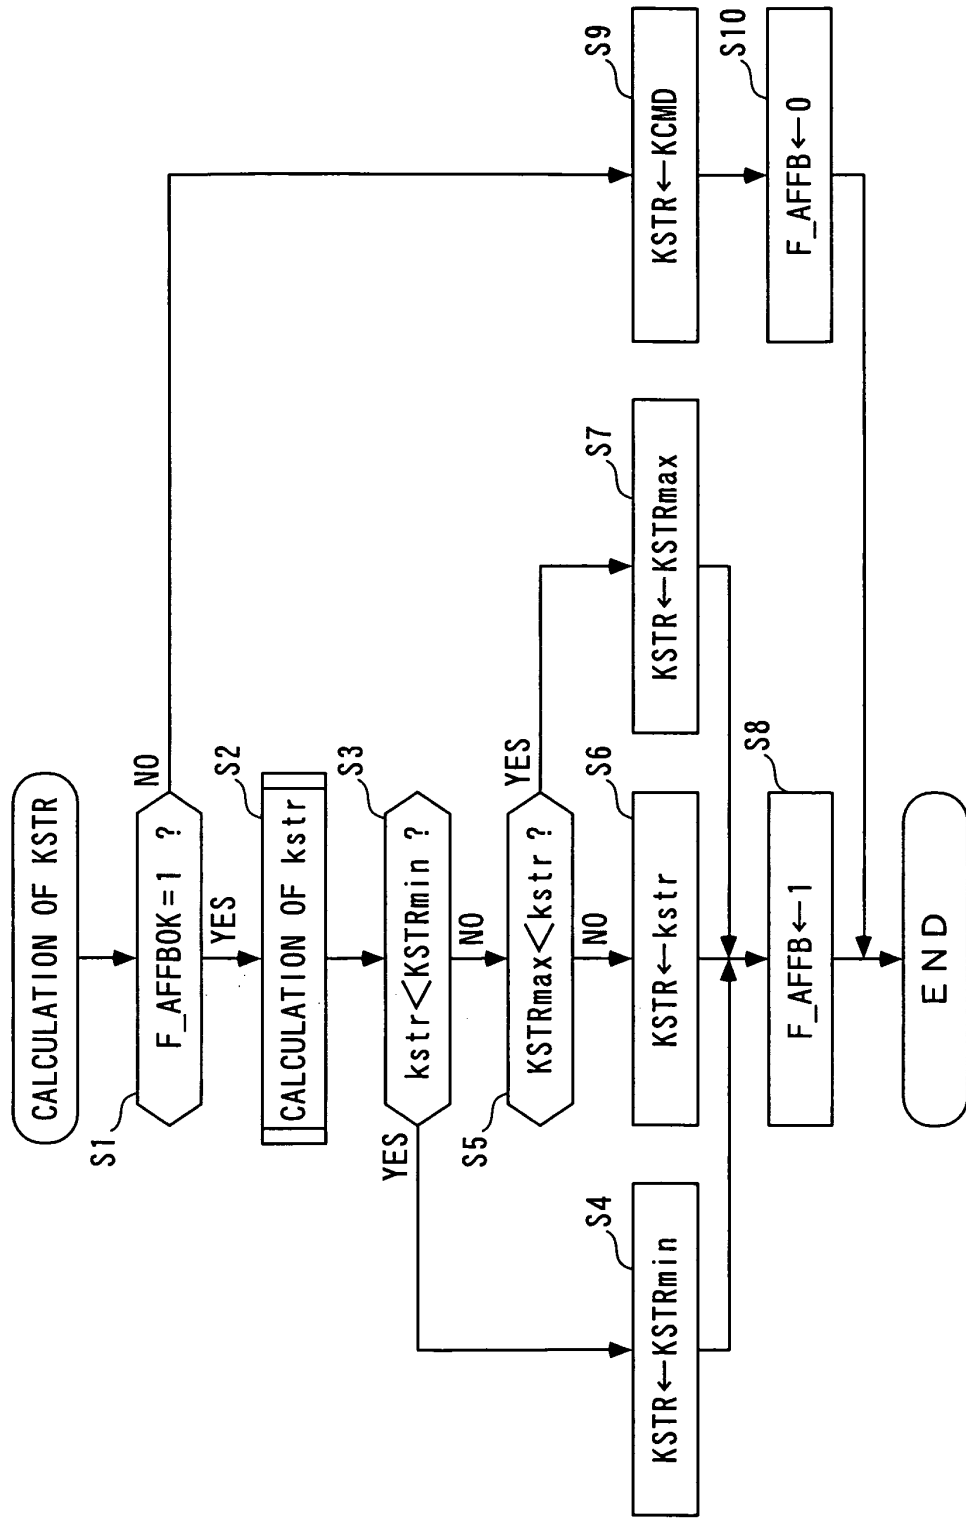 CALCULATION OF KSTR
S1
F_AFFBOK=1 ?
NO
YES
S2
CALCULATION OF kstr
S3
kstr<KSTRmin ?
YES
NO
S5
KSTRmax<kstr ?
YES
NO
S4
KSTR←KSTRmin
S6
KSTR←kstr
S7
KSTR←KSTRmax
S9
KSTR←KCMD
S8
F_AFFB←1
S10
F_AFFB←0
END